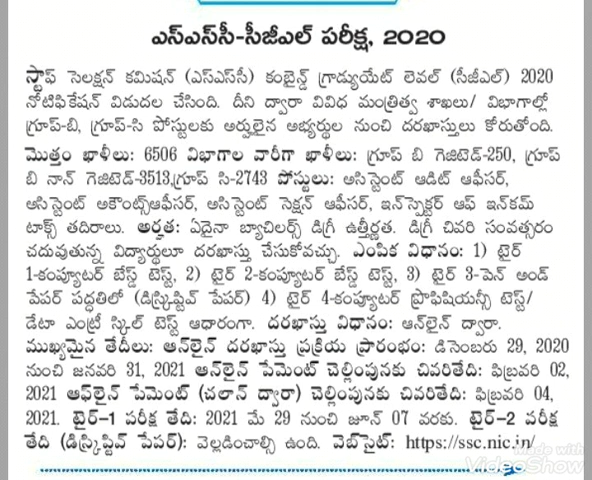 ఎస్ఎస్‌సీ-సీజీఎల్ పరీక్ష, 2020
స్టాఫ్ సెలక్షన్ కమిషన్ (ఎస్ఎస్‌సీ) కంబైన్డ్ గ్రాడ్యుయేట్ లెవల్ (సీజీఎల్) 2020
నోటిఫికేషన్ విడుదల చేసింది. దీని ద్వారా వివిధ మంత్రిత్వ శాఖలు/ విభాగాల్లో
గ్రూప్-బి, గ్రూప్-సి పోస్టులకు అర్హులైన అభ్యర్థుల నుంచి దరఖాస్తులు కోరుతోంది.
మొత్తం ఖాళీలు: 6506 విభాగాల వారీగా ఖాళీలు: గ్రూప్ బి గెజిటెడ్-250, గ్రూప్
బి నాన్ గెజిటెడ్-3513,గ్రూప్ సి-2743 పోస్టులు: అసిస్టెంట్ ఆడిట్ ఆఫీసర్,
అసిస్టెంట్ అకౌంట్స్ఆఫీసర్, అసిస్టెంట్ సెక్షన్ ఆఫీసర్, ఇన్‌స్పెక్టర్ ఆఫ్ ఇన్‌కమ్
టాక్స్ తదితరాలు. అర్హత: ఏదైనా బ్యాచిలర్స్ డిగ్రీ ఉత్తీర్ణత. డిగ్రీ చివరి సంవత్సరం
చదువుతున్న విద్యార్థులూ దరఖాస్తు చేసుకోవచ్చు. ఎంపిక విధానం: 1) టైర్
1-కంప్యూటర్ బేస్డ్ టెస్ట్, 2) టైర్ 2-కంప్యూటర్ బేస్డ్ టెస్ట్, 3) టైర్ 3-పెన్ అండ్
పేపర్ పద్ధతిలో (డిస్క్రిప్టివ్ పేపర్) 4) టైర్ 4-కంప్యూటర్ ప్రొఫిషియన్సీ టెస్ట్/
డేటా ఎంట్రీ స్కిల్ టెస్ట్ ఆధారంగా. దరఖాస్తు విధానం: ఆన్‌లైన్ ద్వారా.
ముఖ్యమైన తేదీలు: ఆన్‌లైన్ దరఖాస్తు ప్రక్రియ ప్రారంభం: డిసెంబరు 29, 2020
నుంచి జనవరి 31, 2021 ఆన్‌లైన్ పేమెంట్ చెల్లింపునకు చివరితేది: ఫిబ్రవరి 02,
2021 ఆఫ్‌లైన్ పేమెంట్ (చలాన్ ద్వారా) చెల్లింపునకు చివరితేది: ఫిబ్రవరి 04,
2021. టైర్-1 పరీక్ష తేది: 2021 మే 29 నుంచి జూన్ 07 వరకు. టైర్-2 పరీక్ష
తేది (డిస్క్రిప్టివ్ పేపర్): వెల్లడించాల్సి ఉంది. వెబ్‌సైట్: https://ssc.nic.in/
Made with
VideoShow